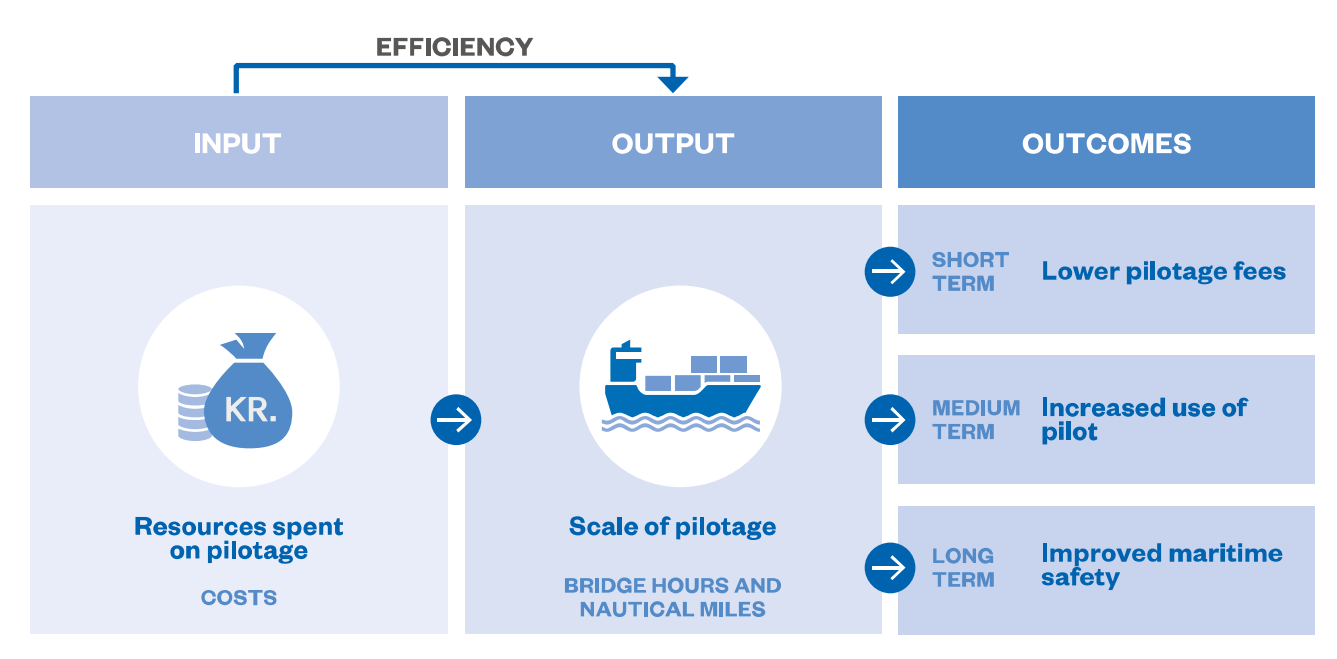 EFFICIENCY
INPUT
OUTPUT
OUTCOMES
KR.
Resources spent
on pilotage
COSTS
Scale of pilotage
BRIDGE HOURS AND
NAUTICAL MILES
SHORT
TERM
Lower pilotage fees
MEDIUM
TERM
Increased use of
pilot
LONG
TERM
Improved maritime
safety